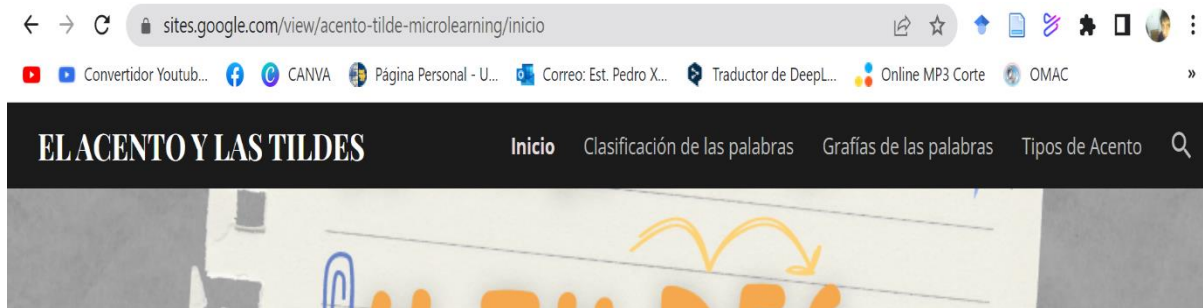 sites.google.com/view/acento-tilde-microlearning/inicio
Convertidor Youtub... CANVA Página Personal - U... Correo: Est. Pedro X... Traductor de DeepL... Online MP3 Corte OMAC »
EL ACENTO Y LAS TILDES Inicio Clasificación de las palabras Grafías de las palabras Tipos de Acento